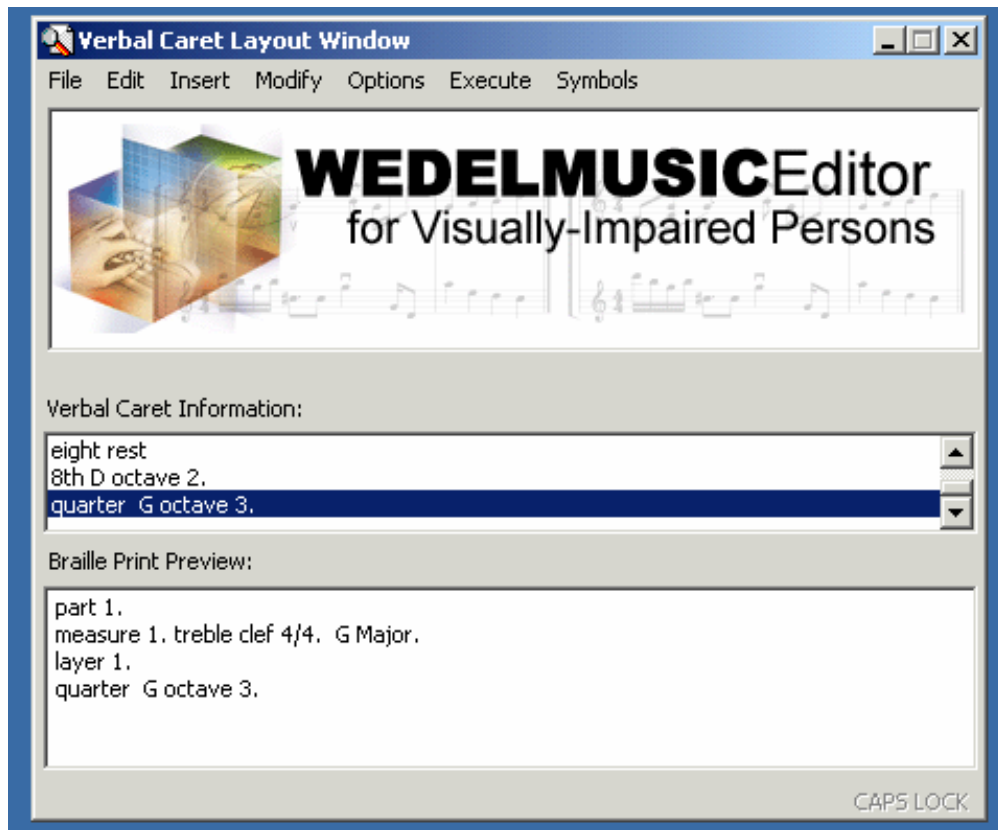 Verbal Caret Layout Window
File Edit Insert Modify Options Execute Symbols
WEDELMUSICEditor
for Visually-Impaired Persons
Verbal Caret Information:
eight rest
8th D octave 2.
quarter G octave 3.
Braille Print Preview:
part 1.
measure 1. treble clef 4/4. G Major.
layer 1.
quarter G octave 3.
CAPS LOCK